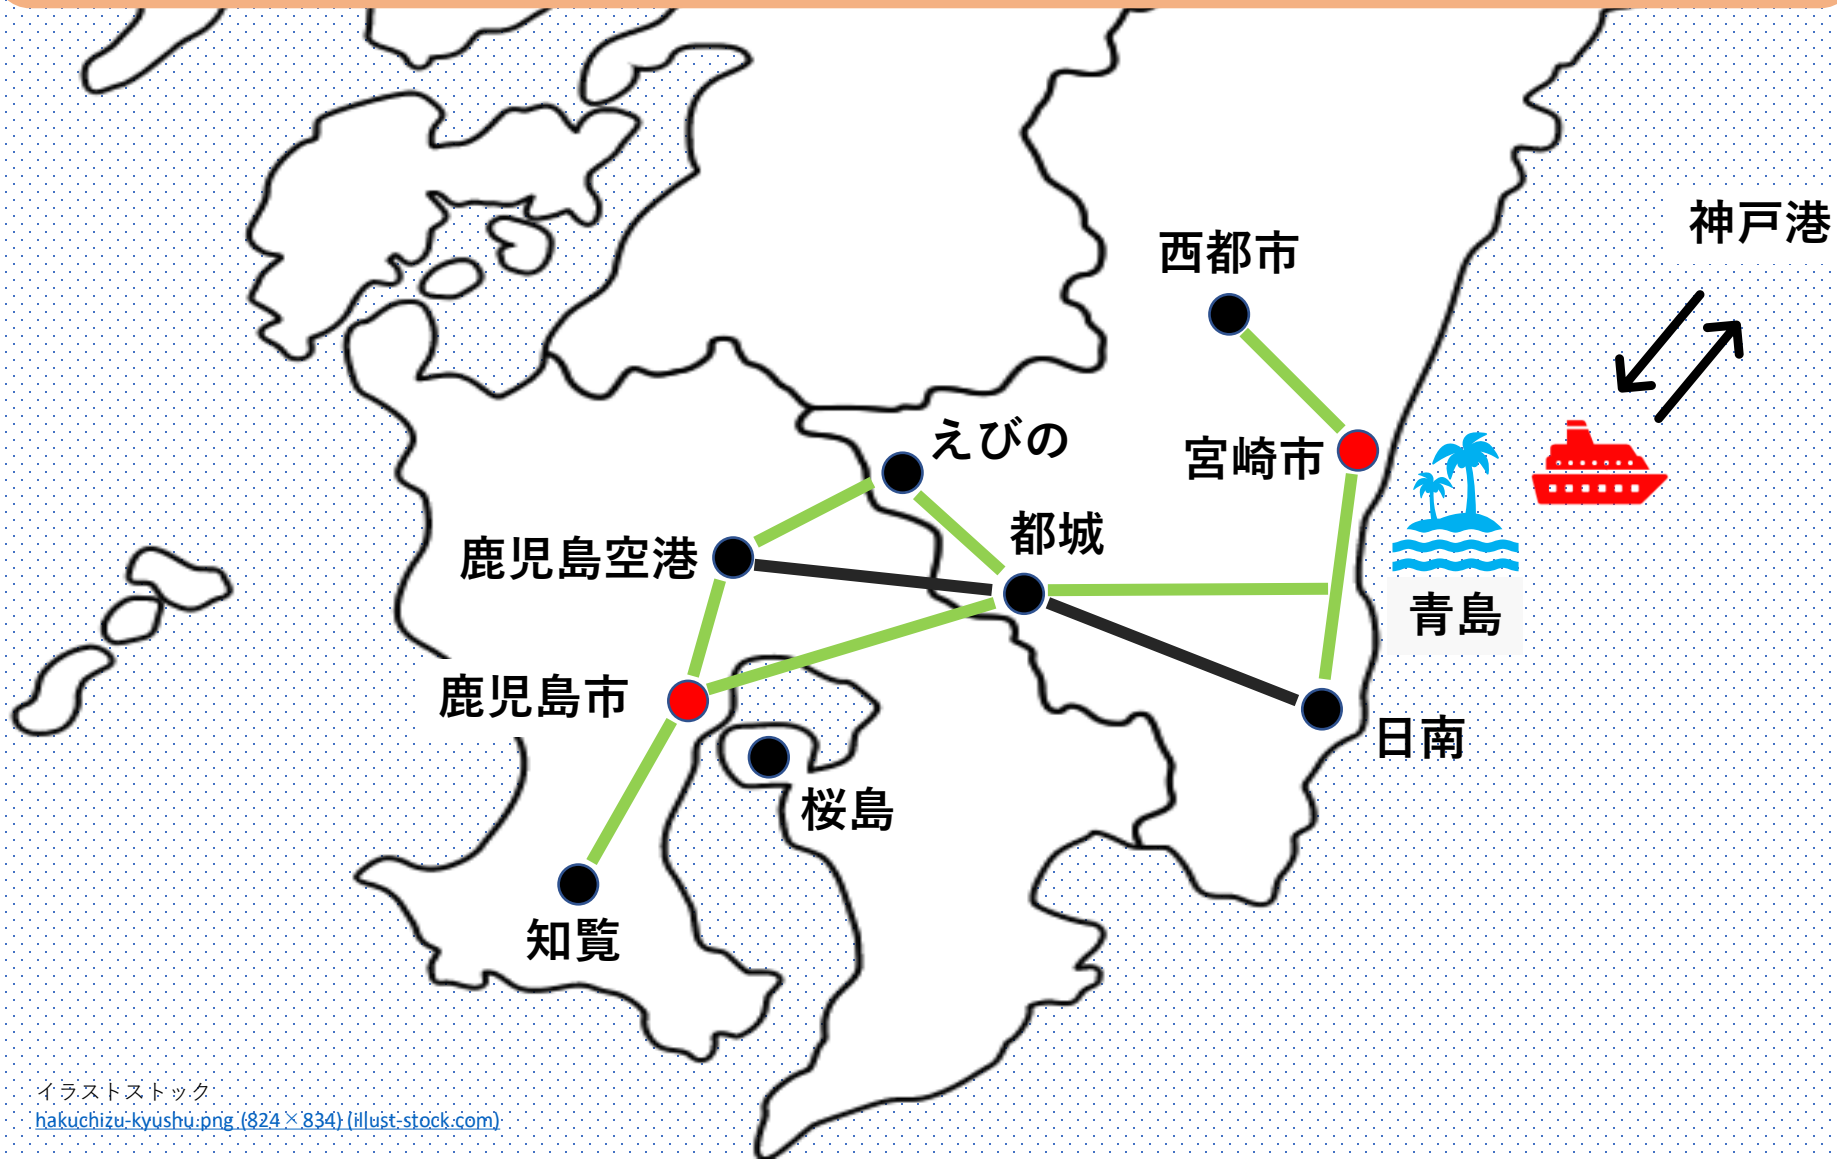 神戸港
西都市
えびの
宮崎市
都城
鹿児島空港
青島
鹿児島市
日南
桜島
知覧
イラストストック
hakuchizu-kyushu.png (824×834) (illust-stock.com)